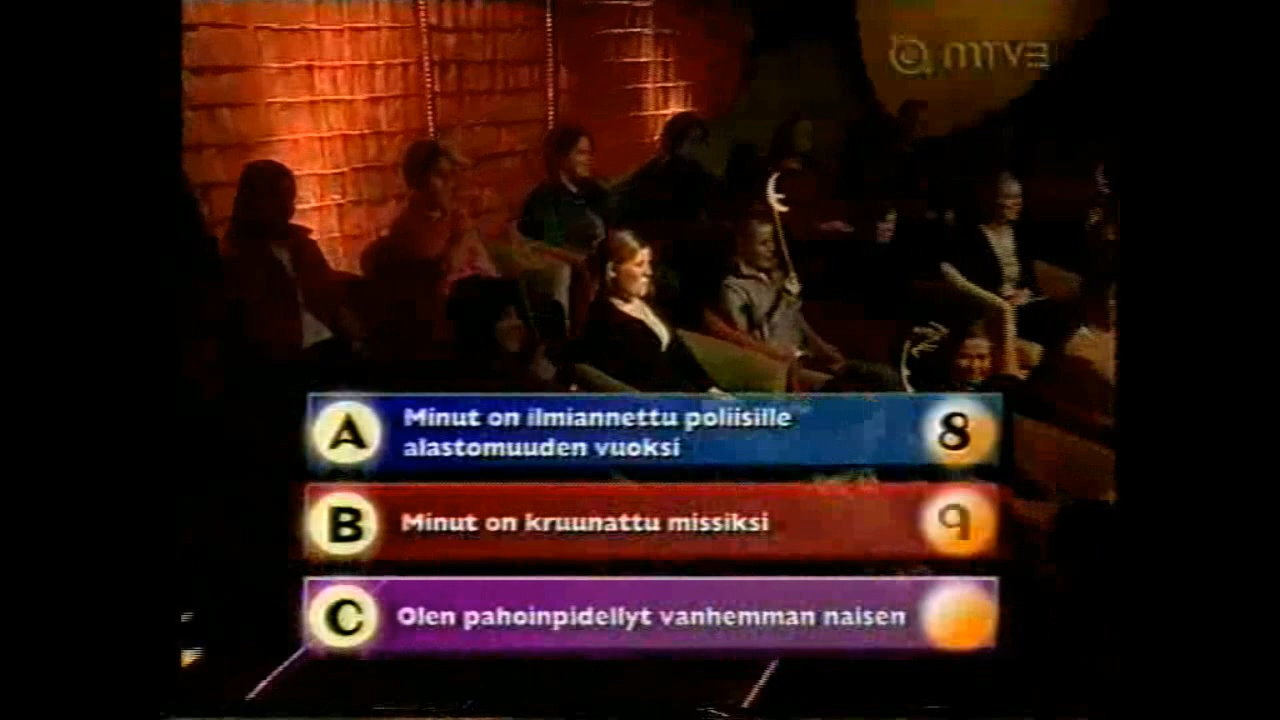 MTV3
A
Minut on ilmiannettu poliisille
alastomuuden vuoksi
8
B
Minut on kruunattu missiksi
9
C
Olen pahoinpidellyt vanhemman naisen